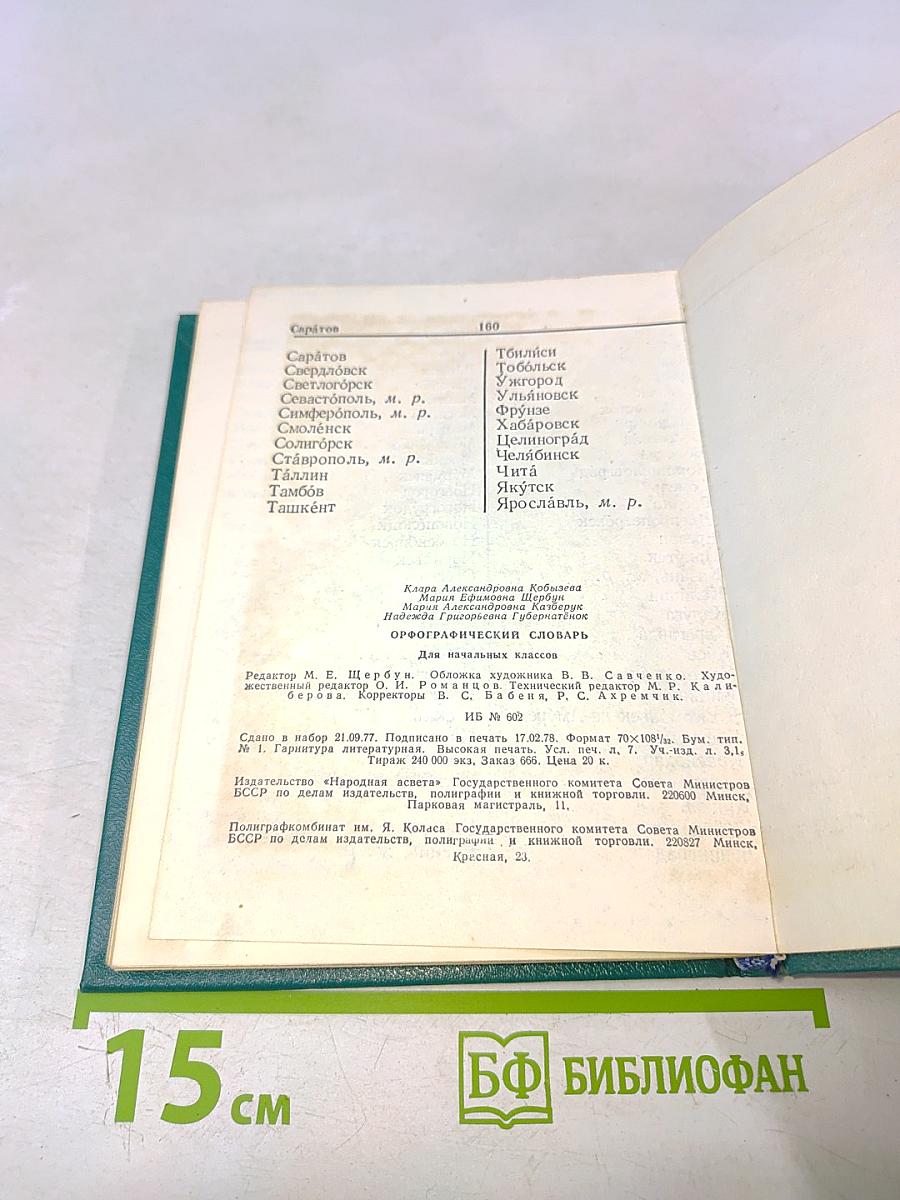 Сара́тов 160
Сара́тов
Свердло́вск
Светлого́рск
Севасто́поль, м. р.
Симферо́поль, м. р.
Смоле́нск
Солиго́рск
Ста́врополь, м. р.
Та́ллин
Тамбо́в
Ташке́нт
Тбили́си
Тобо́льск
У́жгород
Улья́новск
Фру́нзе
Хаба́ровск
Целиногра́д
Челя́бинск
Чита́
Яку́тск
Яросла́вль, м. р.
Клара Александровна Кобызева
Мария Ефимовна Щербун
Мария Александровна Казберук
Надежда Григорьевна Губернатёнок
ОРФОГРАФИЧЕСКИЙ СЛОВАРЬ
Для начальных классов
Редактор М. Е. Щербун. Обложка художника В. В. Савченко. Худо-
жественный редактор О. И. Романцов. Технический редактор М. Р. Кали-
берова. Корректоры В. С. Бабеня, Р. С. Ахремчик.
ИБ № 602
Сдано в набор 21.09.77. Подписано в печать 17.02.78. Формат 70×108¹/₃₂. Бум. тип.
№ 1. Гарнитура литературная. Высокая печать. Усл. печ. л. 7. Уч.-изд. л. 3,1.
Тираж 240 000 экз. Заказ 666. Цена 20 к.
Издательство «Народная асвета» Государственного комитета Совета Министров
БССР по делам издательств, полиграфии и книжной торговли. 220600 Минск,
Парковая магистраль, 11.
Полиграфкомбинат им. Я. Коласа Государственного комитета Совета Министров
БССР по делам издательств, полиграфии и книжной торговли. 220827 Минск,
Красная, 23.
15 см
БФ БИБЛИОФАН